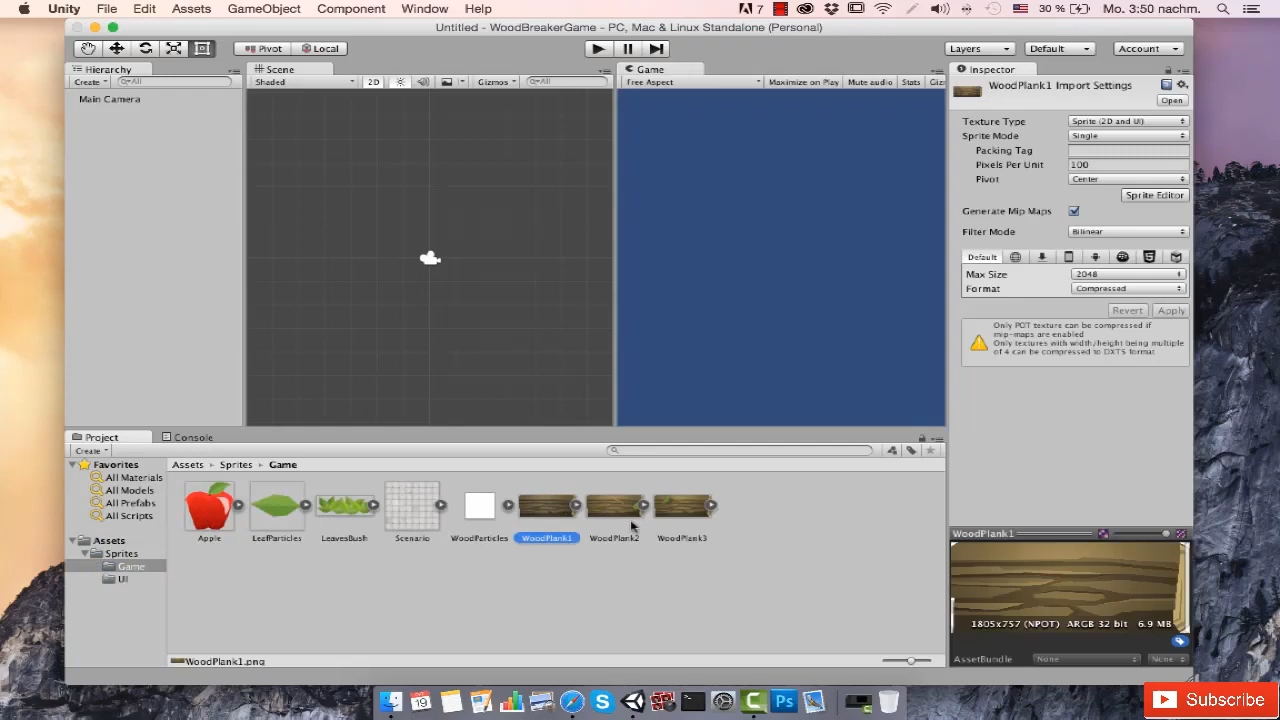 Unity File Edit Assets GameObject Component Window Help 7 30 % Mo. 3:50 nachm.
Untitled - WoodBreakerGame - PC, Mac & Linux Standalone (Personal)
Pivot Local Layers Default Account
Hierarchy Scene Game Inspector
Create All Shaded 2D Gizmos All Free Aspect Maximize on Play Mute audio Stats Giz
Main Camera
WoodPlank1 Import Settings
Open
Texture Type Sprite (2D and UI)
Sprite Mode Single
Packing Tag
Pixels Per Unit 100
Pivot Center
Sprite Editor
Generate Mip Maps
Filter Mode Bilinear
Default
Max Size 2048
Format Compressed
Revert Apply
Only POT texture can be compressed if
mip-maps are enabled
Only textures with width/height being multiple
of 4 can be compressed to DXT5 format
Project Console
Create
Favorites
All Materials
All Models
All Prefabs
All Scripts
Assets
Sprites
Game
UI
Assets Sprites Game
Apple LeafParticles LeavesBush Scenario WoodParticles WoodPlank1 WoodPlank2 WoodPlank3
WoodPlank1.png
WoodPlank1
1805x757 (NPOT) ARGB 32 bit 6.9 MB
AssetBundle None None
19 Ps
Subscribe